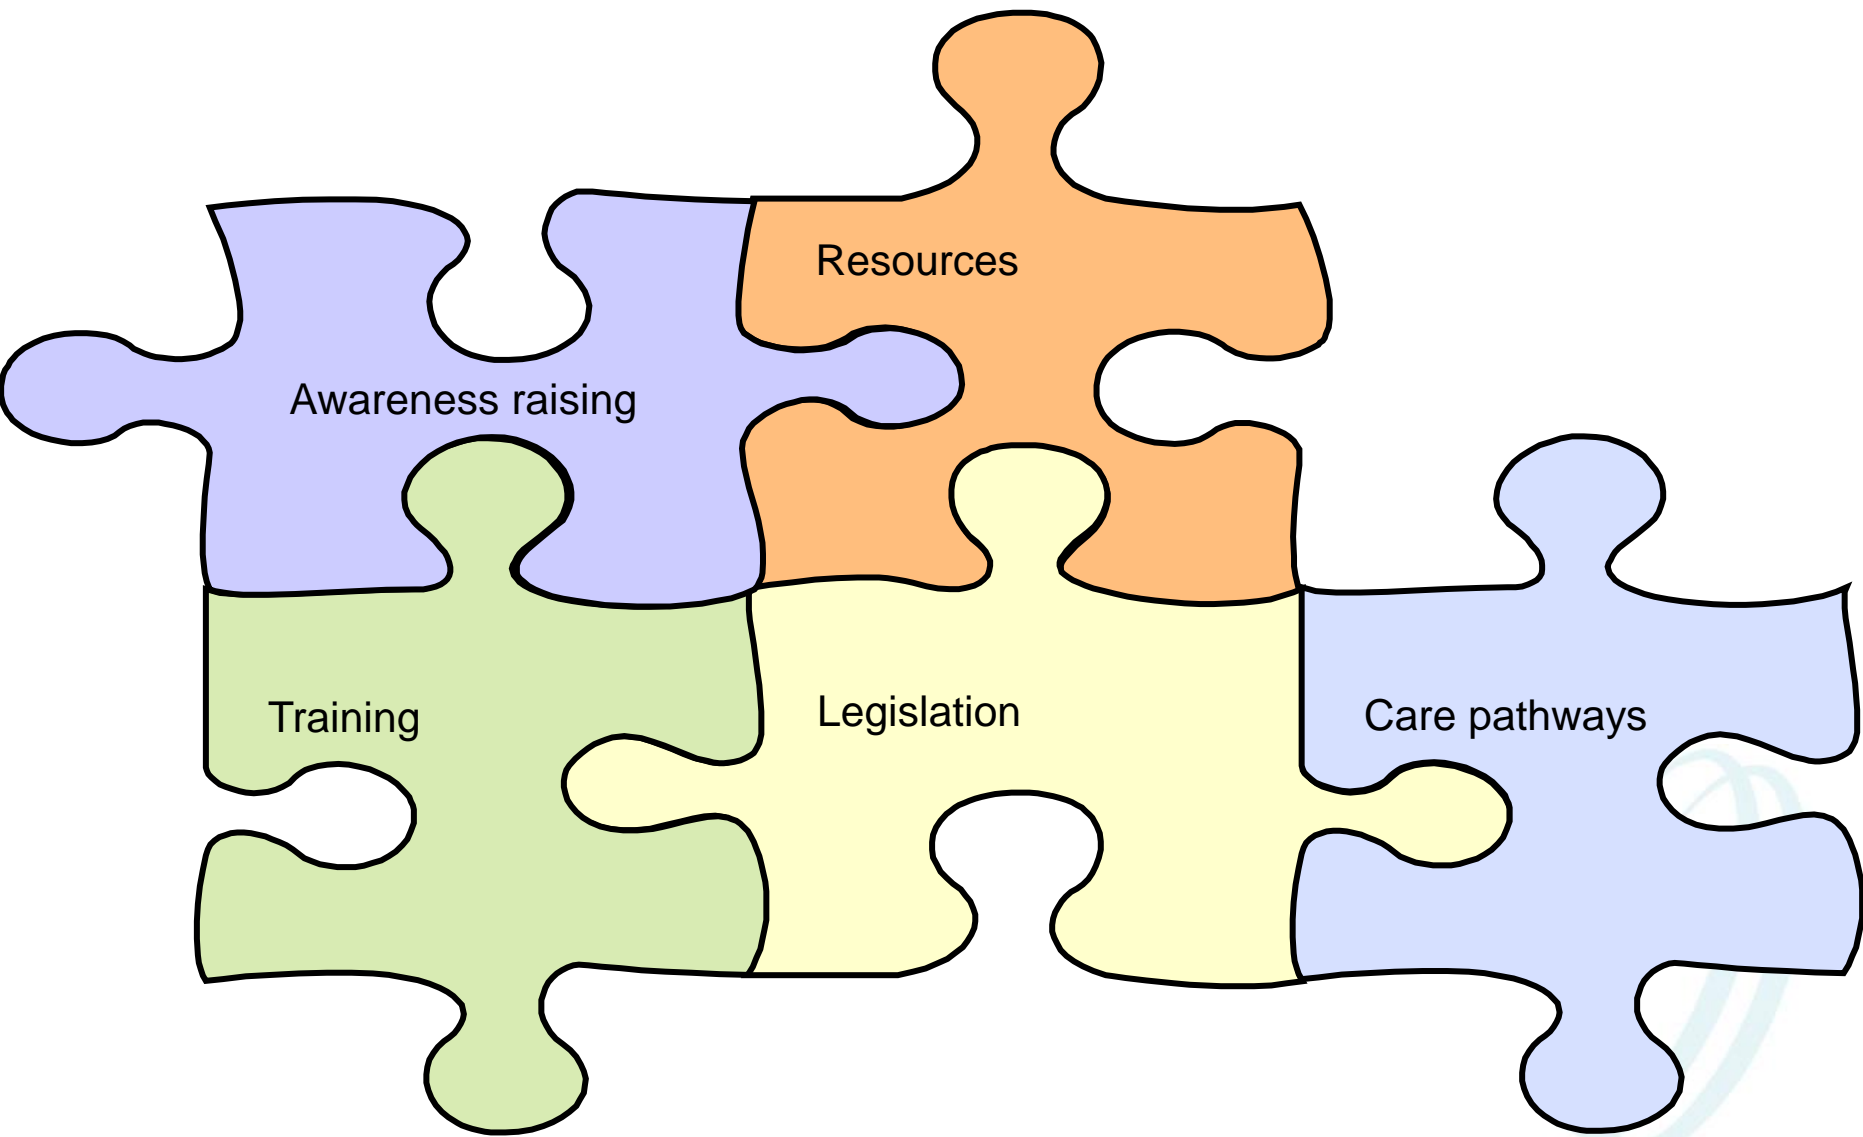 Resources
Awareness raising
Training
Legislation
Care pathways